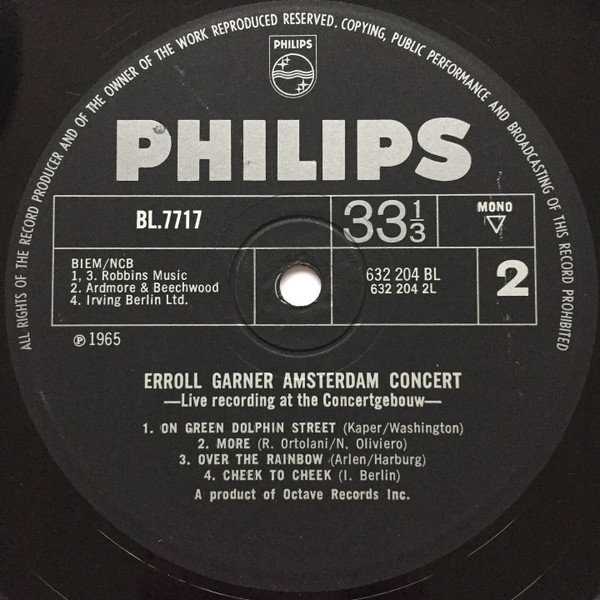 ALL RIGHTS OF THE RECORD PRODUCER AND OF THE OWNER OF THE WORK REPRODUCED RESERVED. COPYING, PUBLIC PERFORMANCE AND BROADCASTING OF THIS RECORD PROHIBITED
PHILIPS
PHILIPS
BL.7717
33⅓
MONO
BIEM/NCB
1, 3. Robbins Music
2. Ardmore & Beechwood
4. Irving Berlin Ltd.
632 204 BL
632 204 2L
2
℗ 1965
ERROLL GARNER AMSTERDAM CONCERT
—Live recording at the Concertgebouw—
1. ON GREEN DOLPHIN STREET (Kaper/Washington)
2. MORE (R. Ortolani/N. Oliviero)
3. OVER THE RAINBOW (Arlen/Harburg)
4. CHEEK TO CHEEK (I. Berlin)
A product of Octave Records Inc.